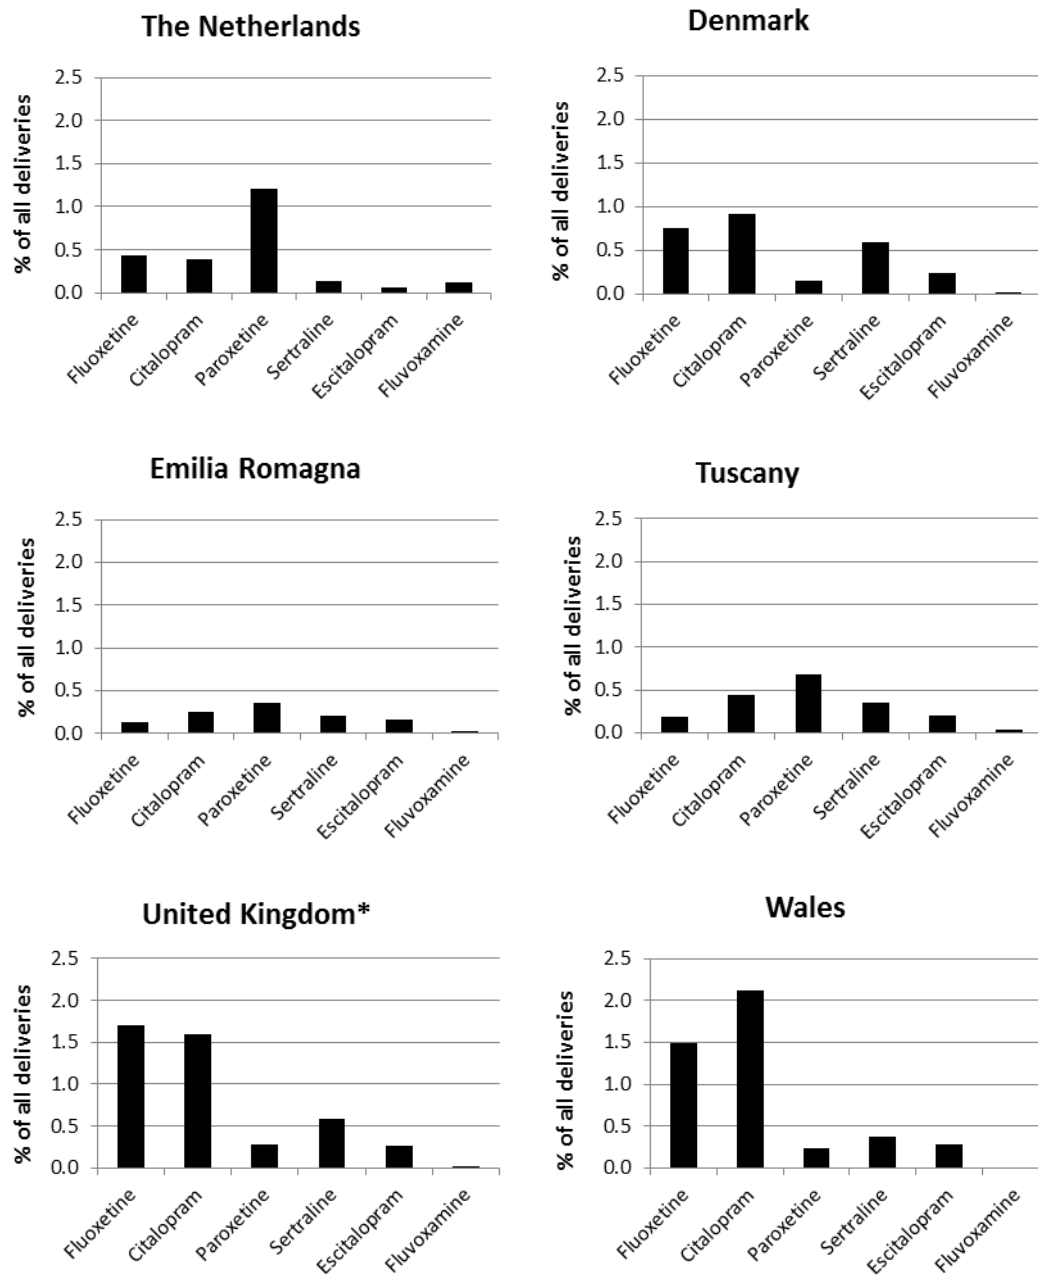 The Netherlands
% of all deliveries
2.5
2.0
1.5
1.0
0.5
0.0
Fluoxetine
Citalopram
Paroxetine
Sertraline
Escitalopram
Fluvoxamine
Denmark
% of all deliveries
2.5
2.0
1.5
1.0
0.5
0.0
Fluoxetine
Citalopram
Paroxetine
Sertraline
Escitalopram
Fluvoxamine
Emilia Romagna
% of all deliveries
2.5
2.0
1.5
1.0
0.5
0.0
Fluoxetine
Citalopram
Paroxetine
Sertraline
Escitalopram
Fluvoxamine
Tuscany
% of all deliveries
2.5
2.0
1.5
1.0
0.5
0.0
Fluoxetine
Citalopram
Paroxetine
Sertraline
Escitalopram
Fluvoxamine
United Kingdom*
% of all deliveries
2.5
2.0
1.5
1.0
0.5
0.0
Fluoxetine
Citalopram
Paroxetine
Sertraline
Escitalopram
Fluvoxamine
Wales
% of all deliveries
2.5
2.0
1.5
1.0
0.5
0.0
Fluoxetine
Citalopram
Paroxetine
Sertraline
Escitalopram
Fluvoxamine